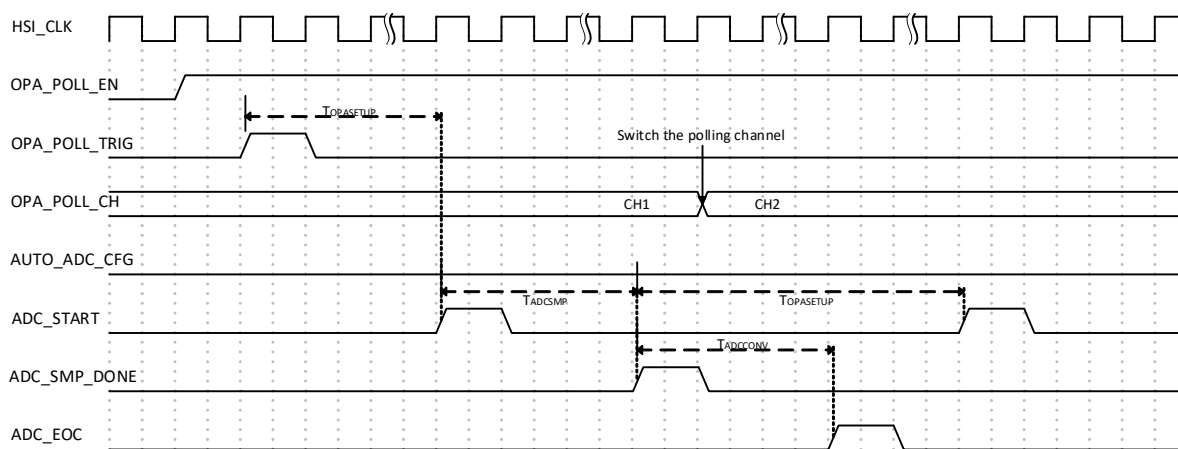 HSI_CLK
OPA_POLL_EN
TOPASETUP
OPA_POLL_TRIG
Switch the polling channel
OPA_POLL_CH
CH1
CH2
AUTO_ADC_CFG
TADCSMP
TOPASETUP
ADC_START
TADCCONV
ADC_SMP_DONE
ADC_EOC